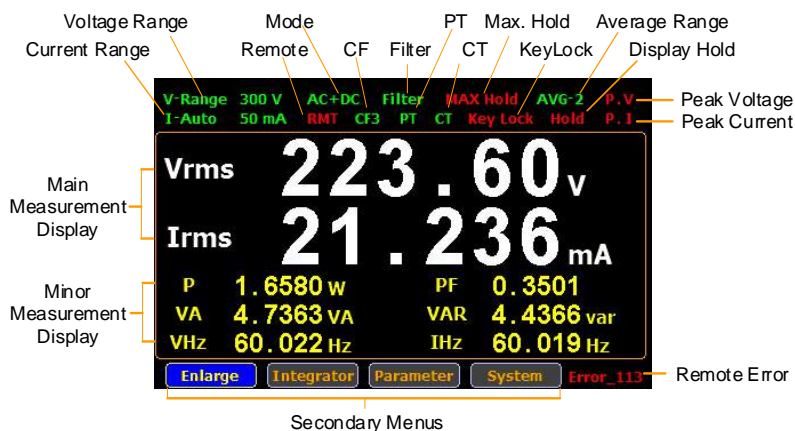 Voltage Range Mode PT Max. Hold Average Range
Current Range Remote CF Filter CT KeyLock Display Hold
V-Range 300 V AC+DC Filter MAX Hold AVG-2 P.V Peak Voltage
I-Auto 50 mA RMT CF3 PT CT Key Lock Hold P.I Peak Current
Vrms 223.60 V
Main
Measurement
Display
Irms 21.236 mA
P 1.6580 W PF 0.3501
Minor
Measurement
Display
VA 4.7363 VA VAR 4.4366 var
VHz 60.022 Hz IHz 60.019 Hz
Enlarge Integrator Parameter System Error_113 Remote Error
Secondary Menus